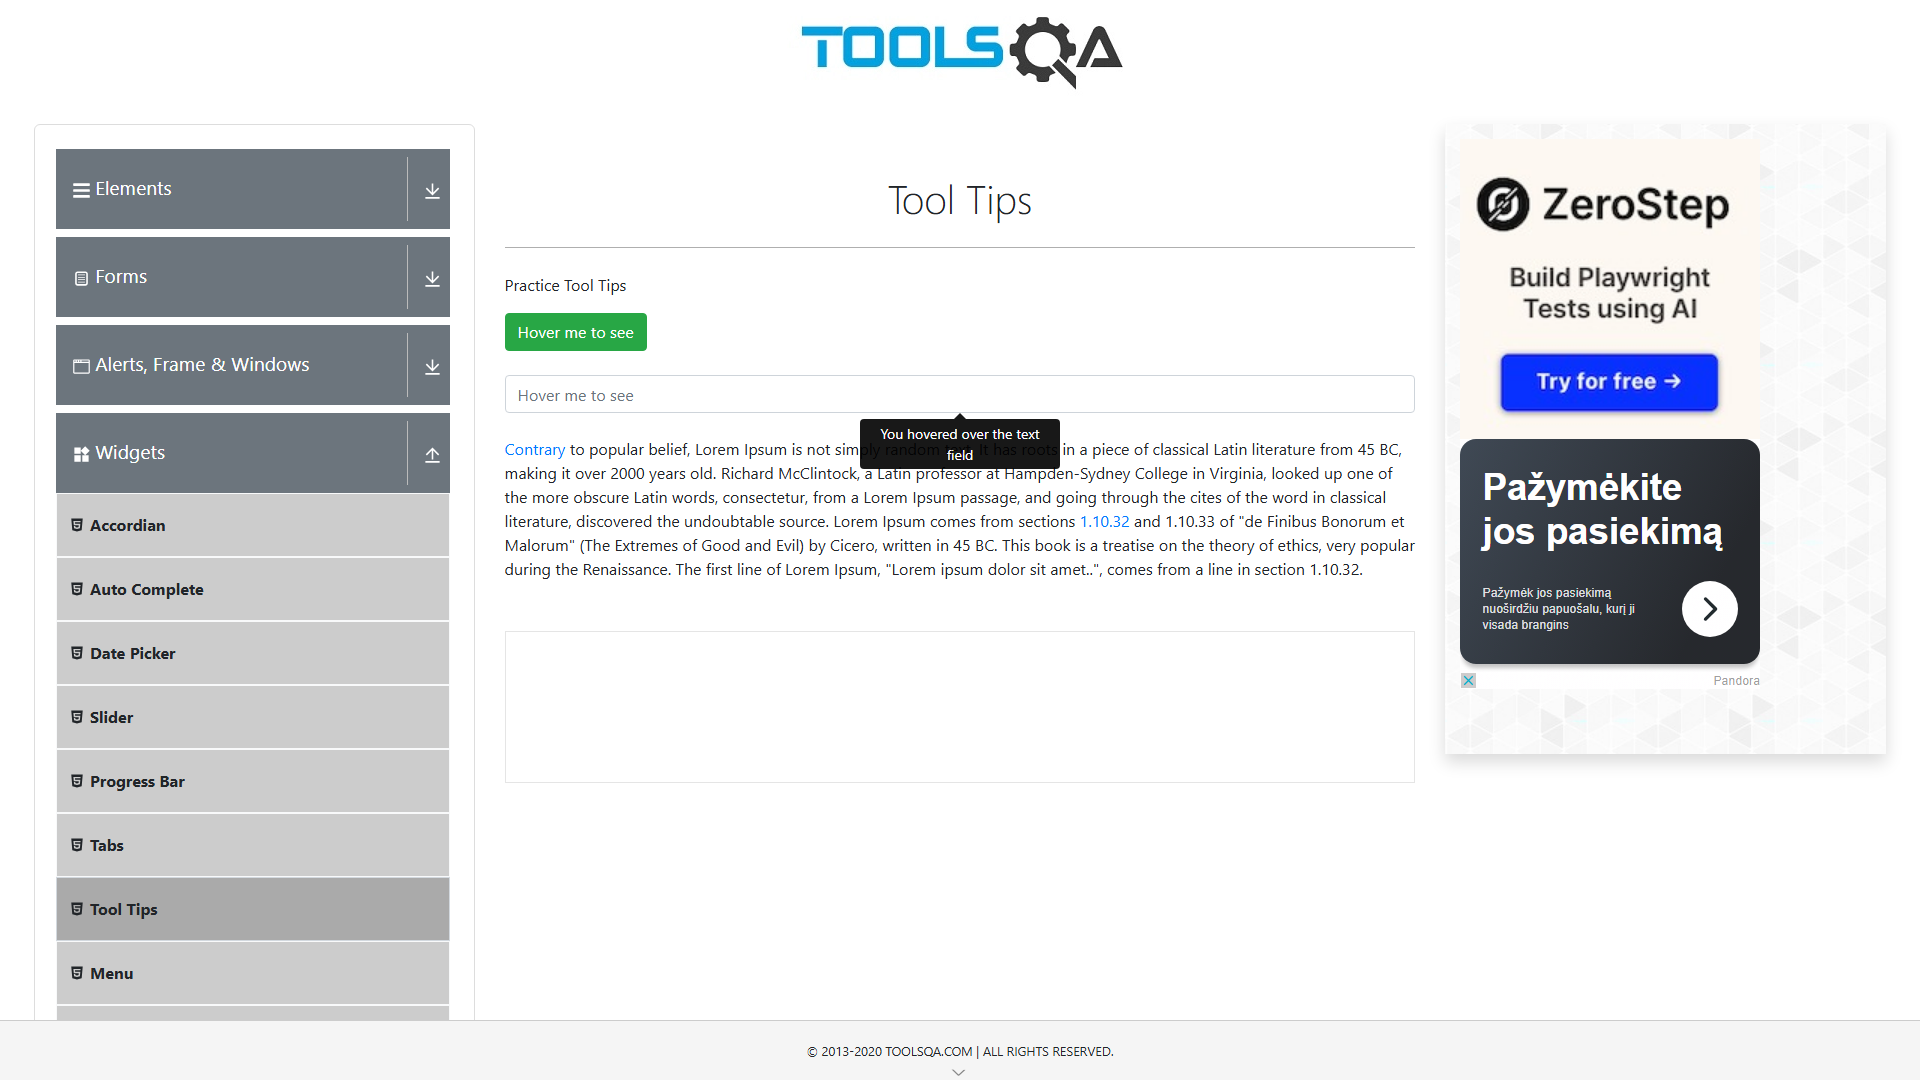 TOOLSQA
Elements
Forms
Alerts, Frame & Windows
Widgets
Accordian
Auto Complete
Date Picker
Slider
Progress Bar
Tabs
Tool Tips
Menu
Tool Tips
Practice Tool Tips
Hover me to see
Hover me to see
You hovered over the text
field
Contrary to popular belief, Lorem Ipsum is not simply random text. It has roots in a piece of classical Latin literature from 45 BC,
making it over 2000 years old. Richard McClintock, a Latin professor at Hampden-Sydney College in Virginia, looked up one of
the more obscure Latin words, consectetur, from a Lorem Ipsum passage, and going through the cites of the word in classical
literature, discovered the undoubtable source. Lorem Ipsum comes from sections 1.10.32 and 1.10.33 of "de Finibus Bonorum et
Malorum" (The Extremes of Good and Evil) by Cicero, written in 45 BC. This book is a treatise on the theory of ethics, very popular
during the Renaissance. The first line of Lorem Ipsum, "Lorem ipsum dolor sit amet..", comes from a line in section 1.10.32.
ZeroStep
Build Playwright
Tests using AI
Try for free →
Pažymėkite
jos pasiekimą
Pažymėk jos pasiekimą
nuoširdžiu papuošalu, kurį ji
visada brangins
Pandora
© 2013-2020 TOOLSQA.COM | ALL RIGHTS RESERVED.